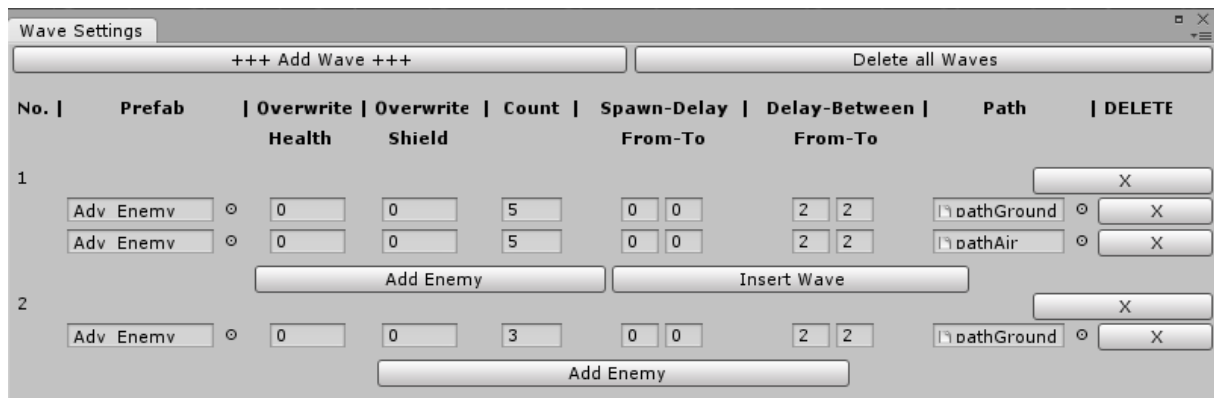 Wave Settings
+++ Add Wave +++ Delete all Waves
No. | Prefab | Overwrite | Overwrite | Count | Spawn-Delay | Delay-Between | Path | DELETE
Health Shield From-To From-To
1 X
Adv Enemy 0 0 5 0 0 2 2 pathGround X
Adv Enemy 0 0 5 0 0 2 2 pathAir X
Add Enemy Insert Wave
2 X
Adv Enemy 0 0 3 0 0 2 2 pathGround X
Add Enemy